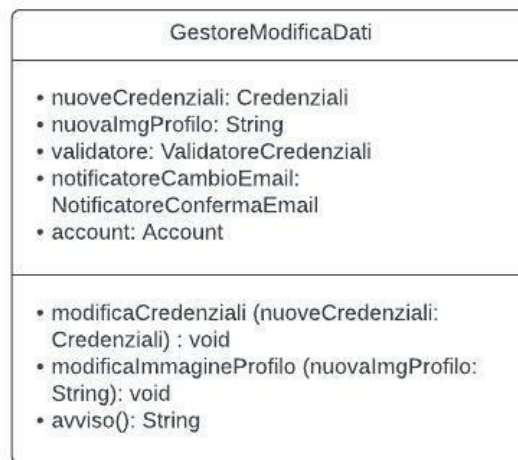 GestoreModificaDati
• nuoveCredenziali: Credenziali
• nuovaImgProfilo: String
• validatore: ValidatoreCredenziali
• notificatoreCambioEmail:
NotificatoreConfermaEmail
• account: Account
• modificaCredenziali (nuoveCredenziali:
Credenziali) : void
• modificaImmagineProfilo (nuovaImgProfilo:
String): void
• avviso(): String